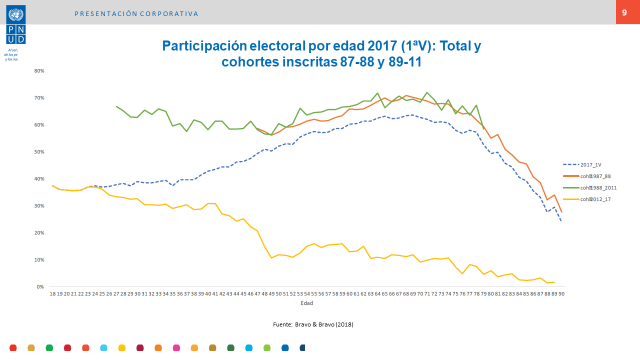 PRESENTACIÓN CORPORATIVA
9
P N
U D
Participación electoral por edad 2017 (1ªV): Total y
cohortes inscritas 87-88 y 89-11
80%
70%
60%
50%
40%
30%
20%
10%
0%
2017_1V
coh1987_88
coh1988_2011
coh2012_17
18 19 20 21 22 23 24 25 26 27 28 29 30 31 32 33 34 35 36 37 38 39 40 41 42 43 44 45 46 47 48 49 50 51 52 53 54 55 56 57 58 59 60 61 62 63 64 65 66 67 68 69 70 71 72 73 74 75 76 77 78 79 80 81 82 83 84 85 86 87 88 89 90
Edad
Fuente: Bravo & Bravo (2018)